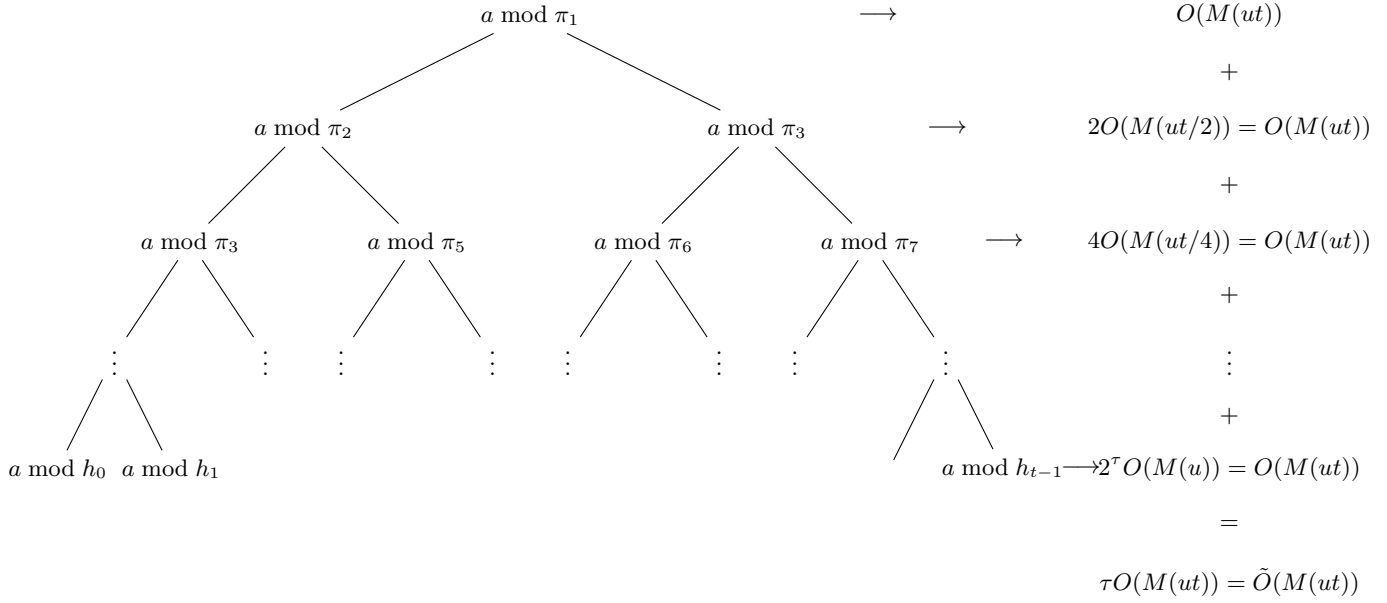 a mod π₁ ⟶ O(M(ut))
+
a mod π₂ a mod π₃ ⟶ 2O(M(ut/2)) = O(M(ut))
+
a mod π₃ a mod π₅ a mod π₆ a mod π₇ ⟶ 4O(M(ut/4)) = O(M(ut))
+
⋮ ⋮ ⋮ ⋮ ⋮ ⋮ ⋮ ⋮ ⋮
+
a mod h₀ a mod h₁ a mod hₜ₋₁ ⟶ 2^τ O(M(u)) = O(M(ut))
=
τO(M(ut)) = Õ(M(ut))